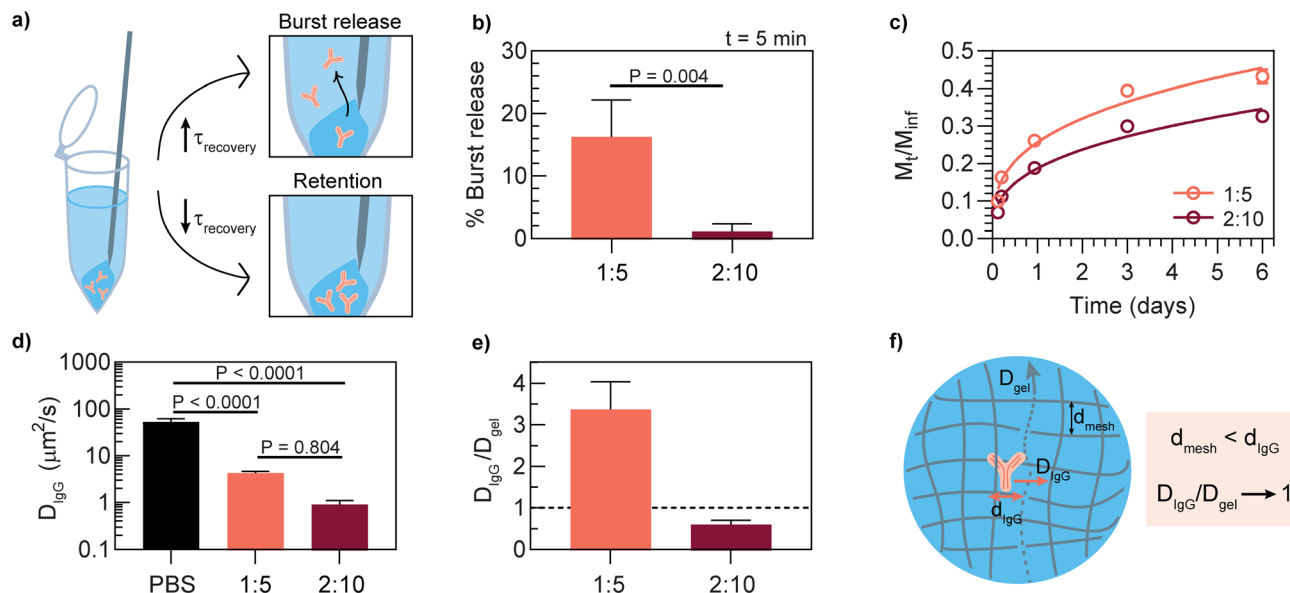 a)
Burst release
↑ τrecovery
Retention
↓ τrecovery
b)
t = 5 min
30
P = 0.004
20
10
0
% Burst release
1:5
2:10
c)
0.5
0.4
0.3
0.2
0.1
0.0
Mt/Minf
1:5
2:10
0
1
3
6
Time (days)
d)
1000
100
10
1
0.1
DIgG (μm²/s)
P < 0.0001
P < 0.0001
P = 0.804
PBS
1:5
2:10
e)
4
3
2
1
0
DIgG/Dgel
1:5
2:10
f)
Dgel
dmesh
DIgG
dIgG
dmesh < dIgG
DIgG/Dgel → 1